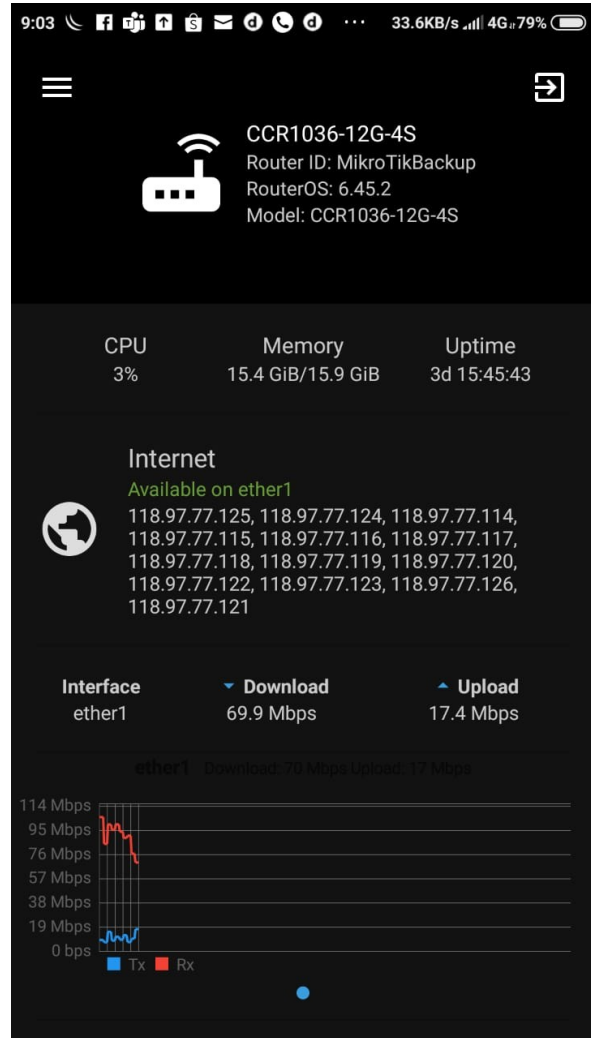 9:03 ... 33.6KB/s 4G 79%
CCR1036-12G-4S
Router ID: MikroTikBackup
RouterOS: 6.45.2
Model: CCR1036-12G-4S
CPU Memory Uptime
3% 15.4 GiB/15.9 GiB 3d 15:45:43
Internet
Available on ether1
118.97.77.125, 118.97.77.124, 118.97.77.114,
118.97.77.115, 118.97.77.116, 118.97.77.117,
118.97.77.118, 118.97.77.119, 118.97.77.120,
118.97.77.122, 118.97.77.123, 118.97.77.126,
118.97.77.121
Interface Download Upload
ether1 69.9 Mbps 17.4 Mbps
ether1 Download: 70 Mbps Upload: 17 Mbps
114 Mbps
95 Mbps
76 Mbps
57 Mbps
38 Mbps
19 Mbps
0 bps
Tx Rx